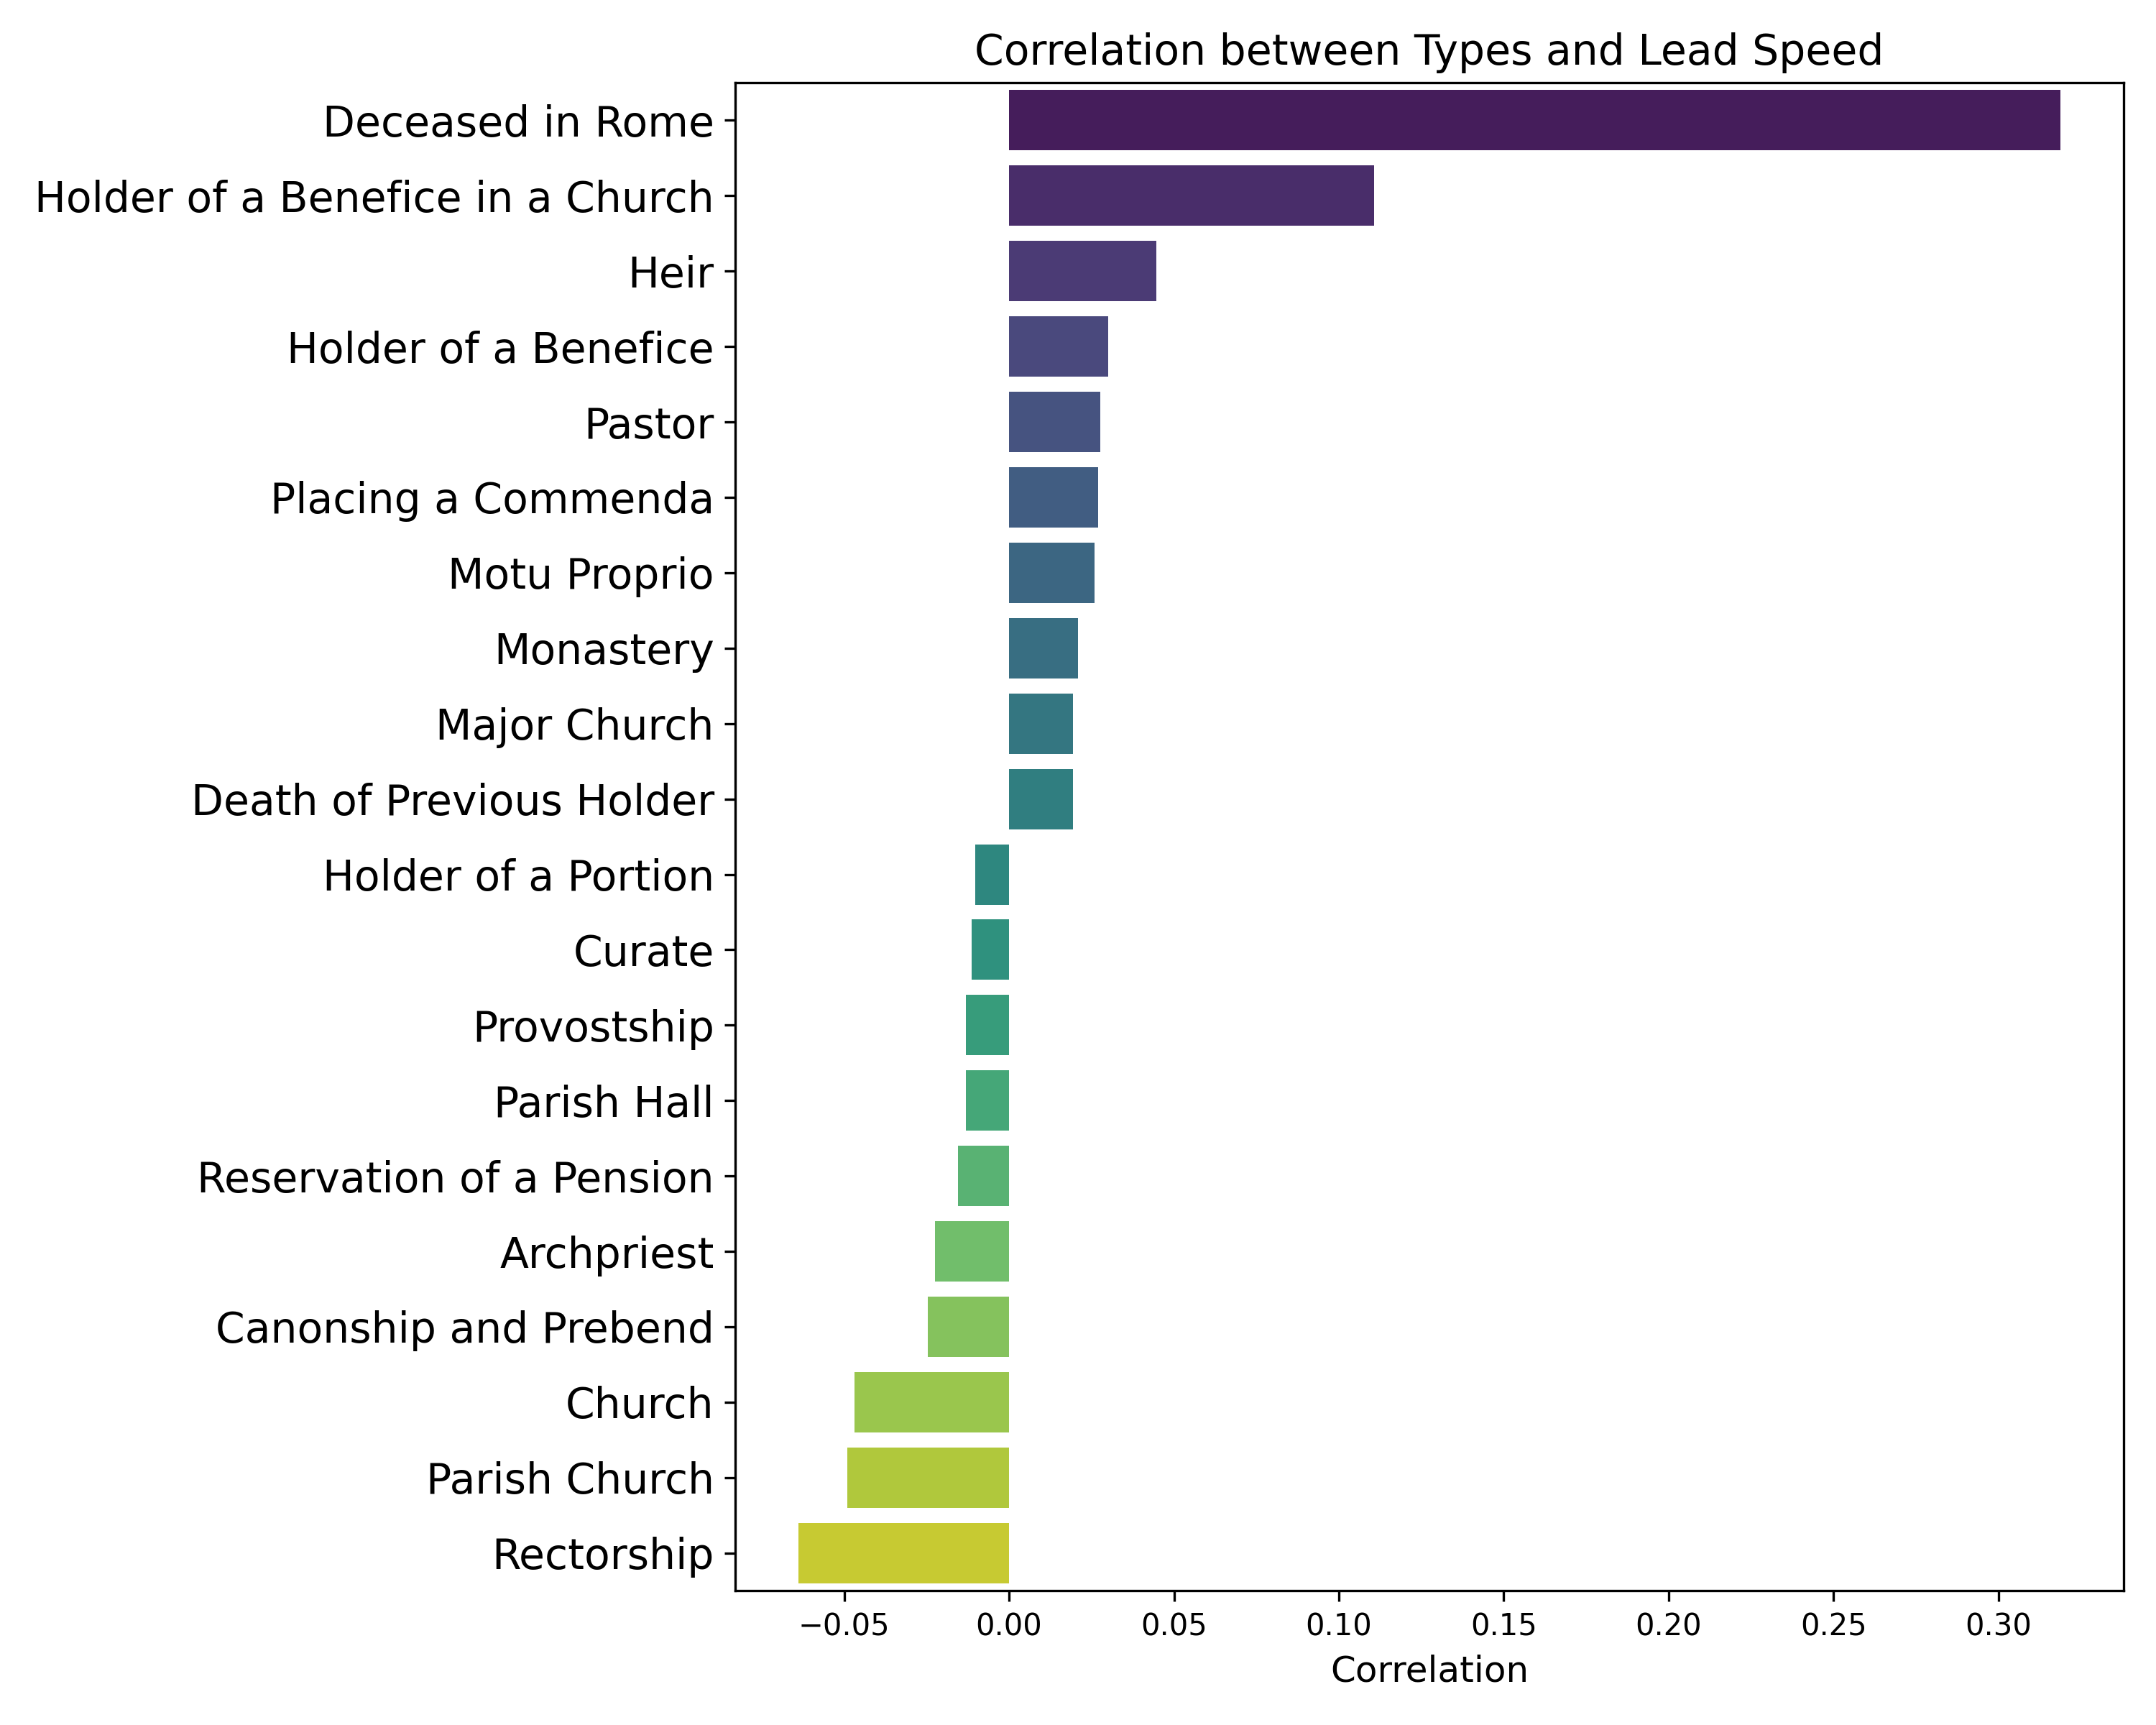 Correlation between Types and Lead Speed
Deceased in Rome
Holder of a Benefice in a Church
Heir
Holder of a Benefice
Pastor
Placing a Commenda
Motu Proprio
Monastery
Major Church
Death of Previous Holder
Holder of a Portion
Curate
Provostship
Parish Hall
Reservation of a Pension
Archpriest
Canonship and Prebend
Church
Parish Church
Rectorship
−0.05 0.00 0.05 0.10 0.15 0.20 0.25 0.30
Correlation